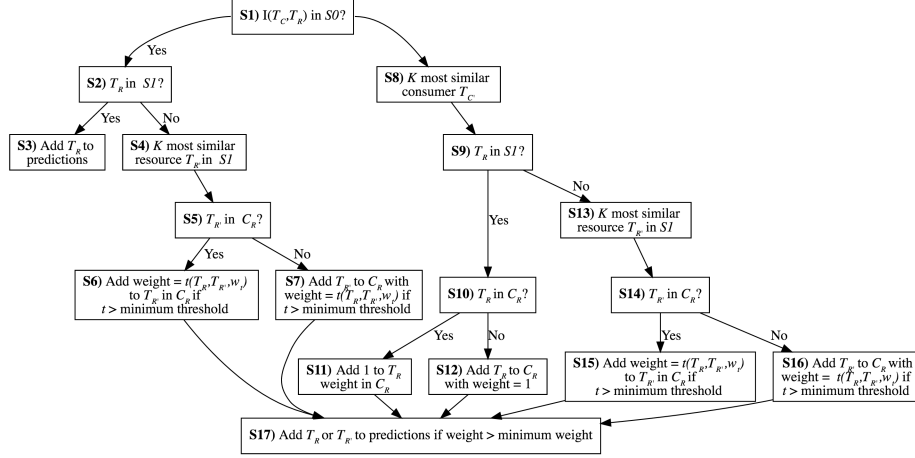 S1) I(T_C,T_R) in S0?
Yes
S2) T_R in S1?
S8) K most similar
consumer T_C'
Yes
No
S3) Add T_R to
predictions
S4) K most similar
resource T_R' in S1
S9) T_R in S1?
No
S5) T_R' in C_R?
Yes
S13) K most similar
resource T_R' in S1
Yes
No
S6) Add weight = t(T_R,T_R',w_t)
to T_R' in C_R if
t > minimum threshold
S7) Add T_R' to C_R with
weight = t(T_R,T_R',w_t) if
t > minimum threshold
S10) T_R in C_R?
S14) T_R' in C_R?
Yes
No
Yes
No
S11) Add 1 to T_R
weight in C_R
S12) Add T_R to C_R
with weight = 1
S15) Add weight = t(T_R,T_R',w_t)
to T_R' in C_R if
t > minimum threshold
S16) Add T_R' to C_R with
weight = t(T_R,T_R',w_t) if
t > minimum threshold
S17) Add T_R or T_R' to predictions if weight > minimum weight